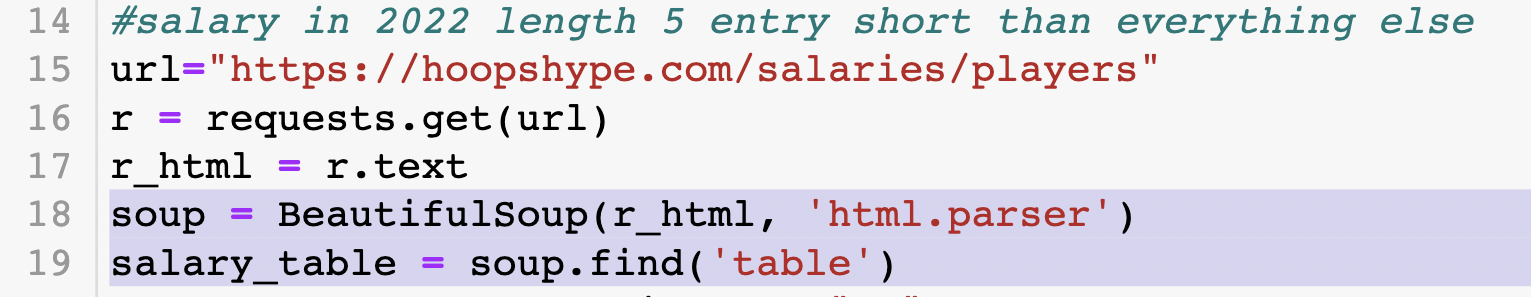 14 #salary in 2022 length 5 entry short than everything else
15 url="https://hoopshype.com/salaries/players"
16 r = requests.get(url)
17 r_html = r.text
18 soup = BeautifulSoup(r_html, 'html.parser')
19 salary_table = soup.find('table')